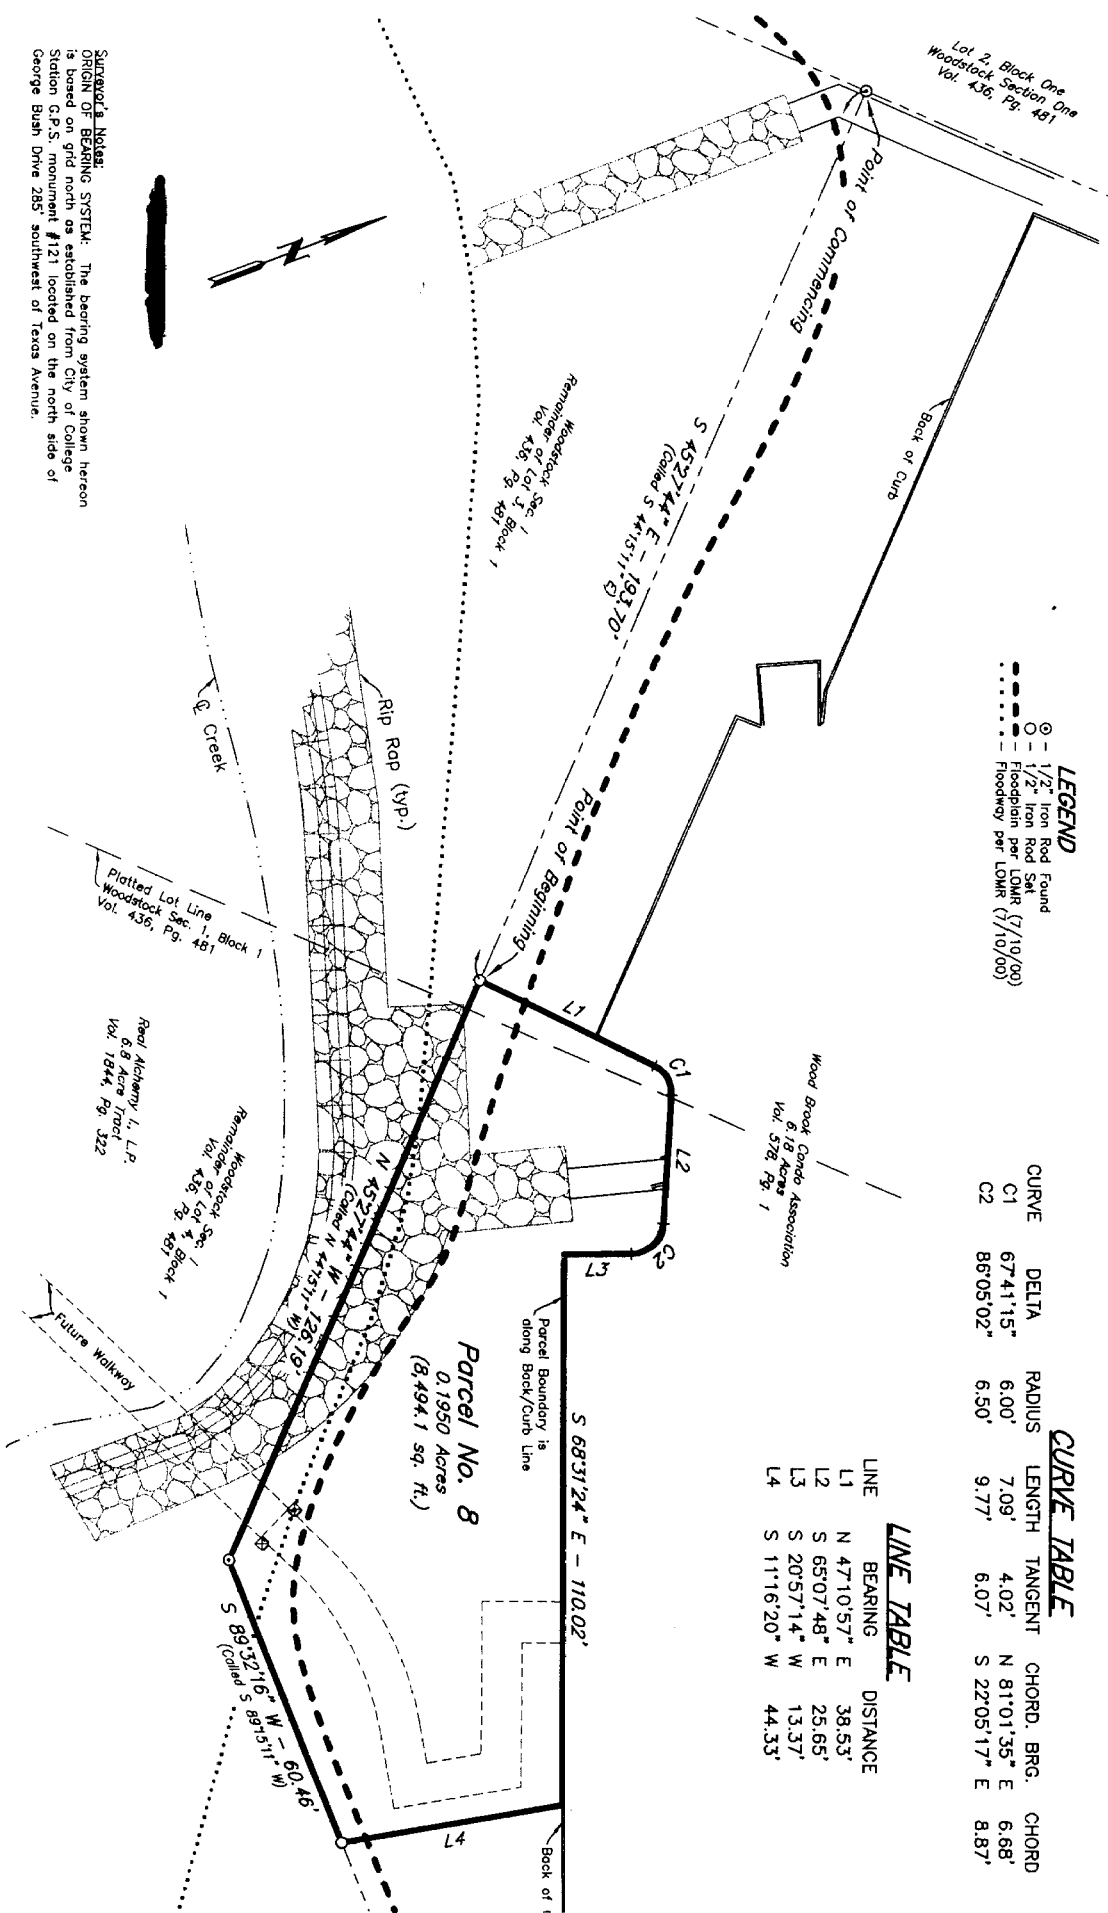 Lot 2, Block One
Woodstock Section One
Vol. 436, Pg. 481
Point of Commencing
Back of Curb
S 45°27'44" E – 193.70'
(Called S 44°15'11" E)
Woodstock Sec. 1
Remainder of Lot 3, Block 1
Vol. 436, Pg. 481
N
Surveyor's Notes:
ORIGIN OF BEARING SYSTEM: The bearing system shown hereon
is based on grid north as established from City of College
Station G.P.S. monument #121 located on the north side of
George Bush Drive 285' southwest of Texas Avenue.
LEGEND
⊙ - 1/2" Iron Rod Found
○ - 1/2" Iron Rod Set
- Floodplain per LOMR (7/10/00)
- Floodway per LOMR (7/10/00)
Rip Rap (typ.)
℄ Creek
Point of Beginning
Platted Lot Line
Woodstock Sec. 1, Block 1
Vol. 436, Pg. 481
Real Alchemy I, L.P.
6.8 Acre Tract
Vol. 1844, Pg. 322
Woodstock Sec. 1
Remainder of Lot 4, Block 1
Vol. 436, Pg. 481
Future Walkway
L1
C1
L2
C2
L3
Wood Brook Condo Association
6.18 Acres
Vol. 578, Pg. 1
N 45°27'44" W – 126.19'
(Called N 44°15'11" W)
Parcel Boundary is
along Back/Curb Line
Parcel No. 8
0.1950 Acres
(8,494.1 sq. ft.)
S 68°31'24" E – 110.02'
S 89°32'16" W – 60.46'
(Called S 89°15'11" W)
L4
Back of
CURVE TABLE
CURVE DELTA RADIUS LENGTH TANGENT CHORD. BRG. CHORD
C1 67°41'15" 6.00' 7.09' 4.02' N 81°01'35" E 6.68'
C2 86°05'02" 6.50' 9.77' 6.07' S 22°05'17" E 8.87'
LINE TABLE
LINE BEARING DISTANCE
L1 N 47°10'57" E 38.53'
L2 S 65°07'48" E 25.65'
L3 S 20°57'14" W 13.37'
L4 S 11°16'20" W 44.33'